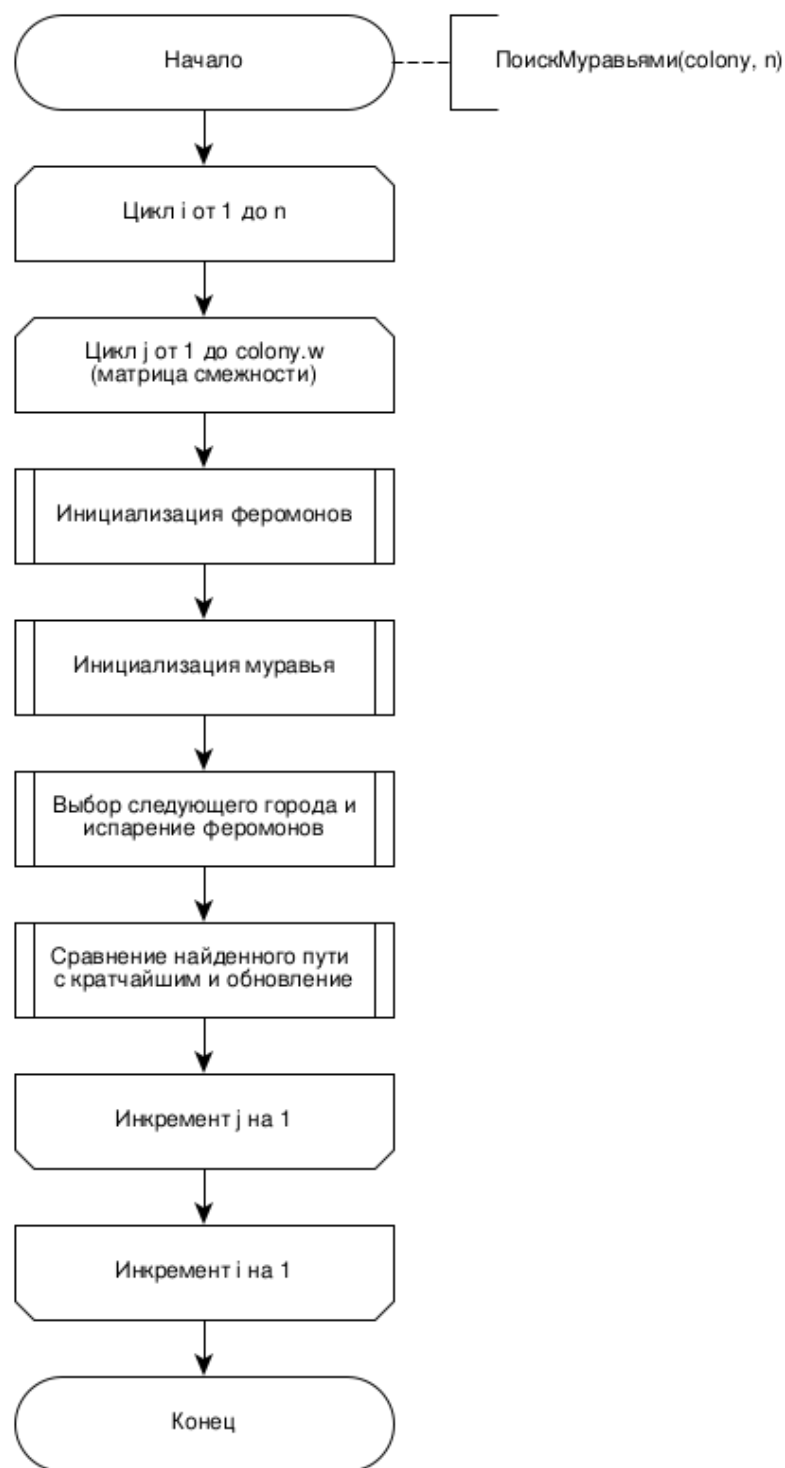 Начало
ПоискМуравьями(colony, n)
Цикл i от 1 до n
Цикл j от 1 до colony.w
(матрица смежности)
Инициализация феромонов
Инициализация муравья
Выбор следующего города и
испарение феромонов
Сравнение найденного пути
с кратчайшим и обновление
Инкремент j на 1
Инкремент i на 1
Конец